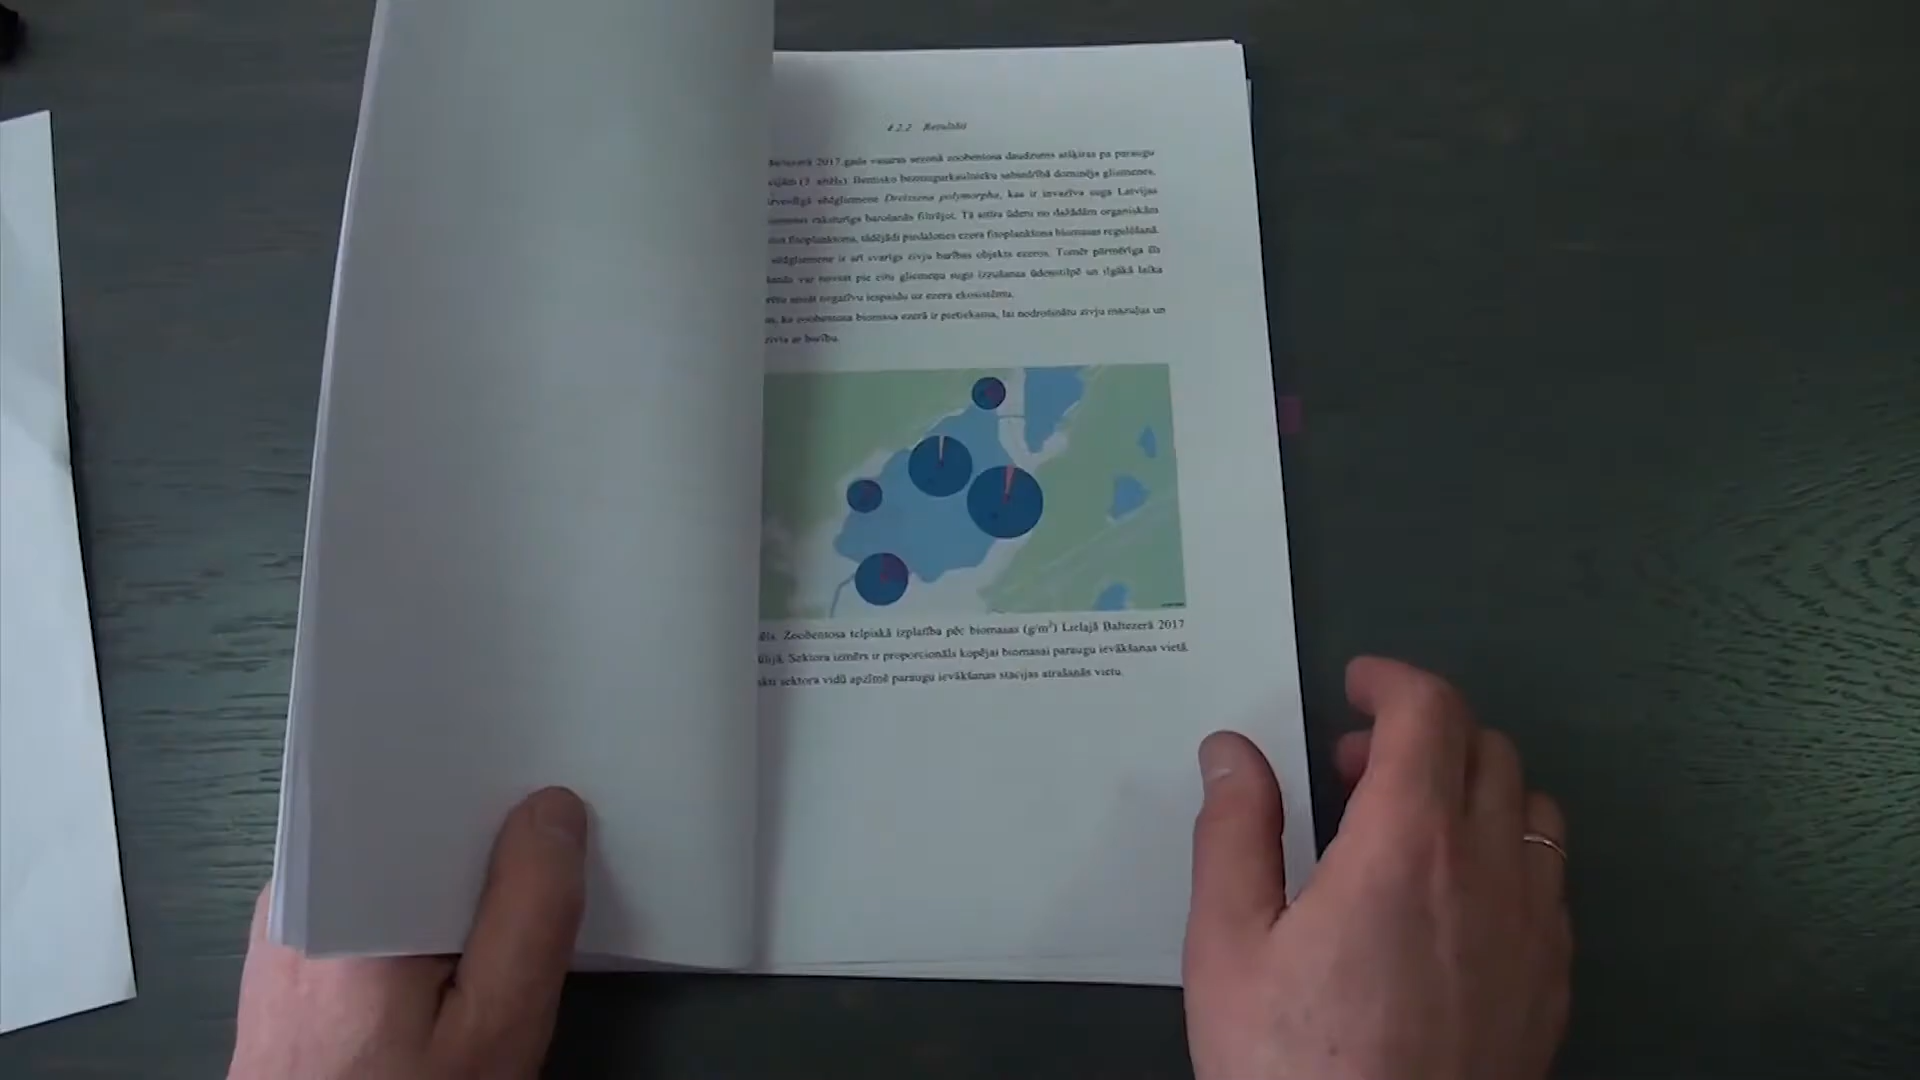 4.2.2 Rezultāti
2017.gada vasaras sezonā zoobentosa daudzums atšķiras pa paraugu
(3. attēls). Bentisko bezmugurkaulnieku sabiedrībā dominēja gliemenes,
sēdgliemene Dreissena polymorpha, kas ir invazīva suga Latvijas
raksturīgs barošanās filtrējot. Tā attīra ūdeni no dažādām organiskām
fitoplanktona, tādējādi piedaloties ezera fitoplanktona biomasas regulēšanā.
sēdgliemene ir arī svarīgs zivju barības objekts ezeros. Tomēr pārmērīga šīs
var novest pie citu gliemeņu sugu izzušanas ūdenstilpē un ilgākā laika
atstāt negatīvu iespaidu uz ezera ekosistēmu.
ka zoobentosa biomasa ezerā ir pietiekama, lai nodrošinātu zivju mazuļus un
ar barību.
Zoobentosa telpiskā izplatība pēc biomasas (g/m²) Lielajā Baltezerā 2017
Sektora izmērs ir proporcionāls kopējai biomasai paraugu ievākšanas vietā.
sektora vidū apzīmē paraugu ievākšanas stacijas atrašanās vietu.